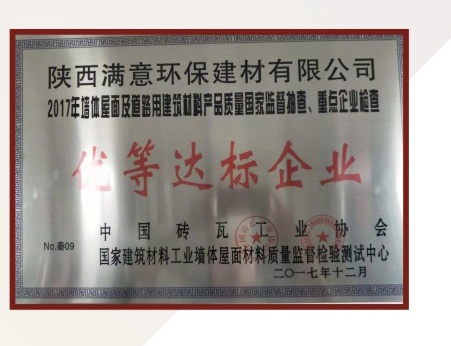 陕西满意环保建材有限公司
2017年墙体屋面及道路用建筑材料产品质量国家监督抽查、重点企业检查
优等达标企业
中国砖瓦工业协会
No.秦09
国家建筑材料工业墙体屋面材料质量监督检验测试中心
二〇一七年十二月